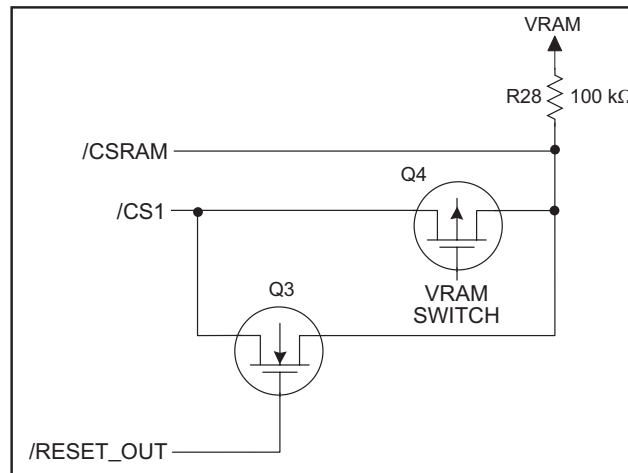 VRAM
R28 100 kΩ
/CSRAM
Q4
/CS1
VRAM
SWITCH
Q3
/RESET_OUT